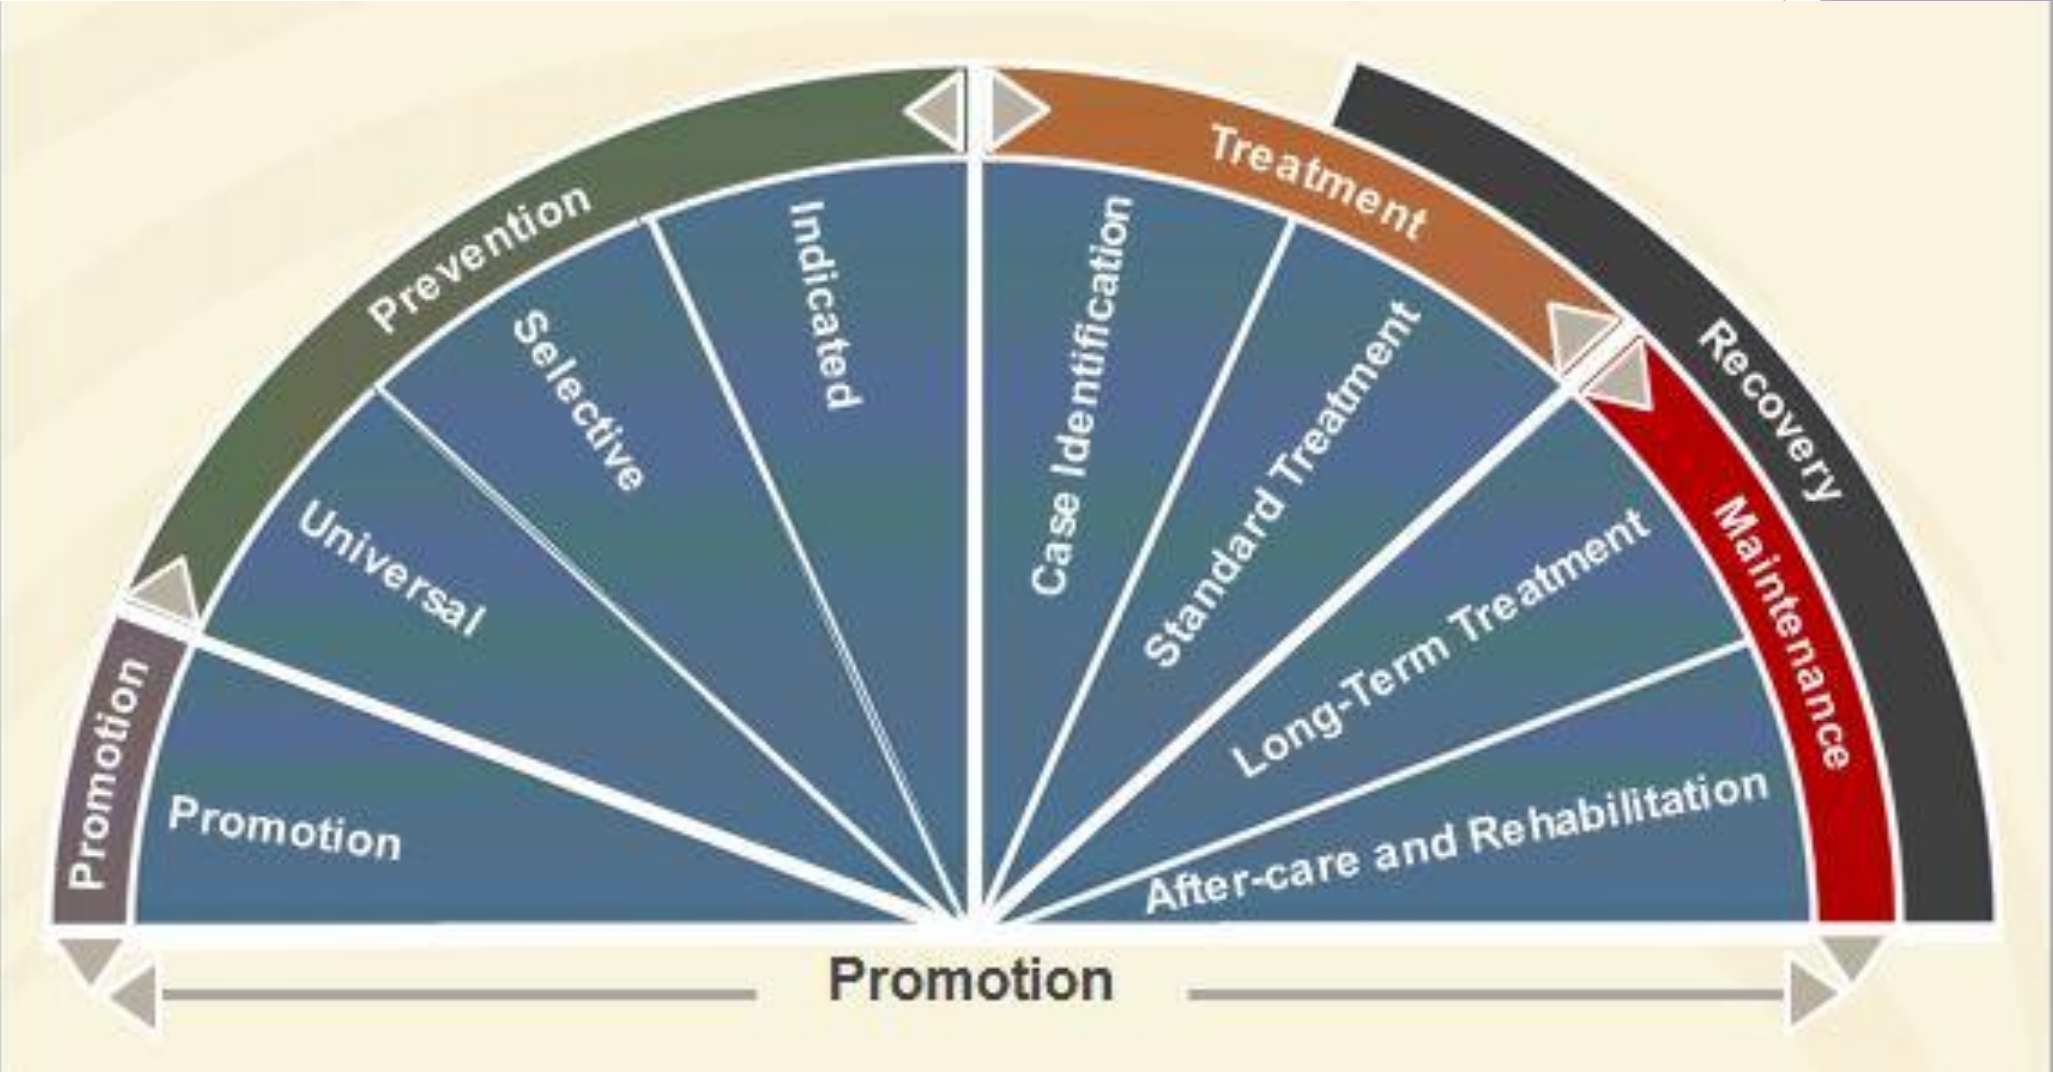 Promotion
Promotion
Prevention
Universal
Selective
Indicated
Treatment
Case Identification
Standard Treatment
Recovery
Maintenance
Long-Term Treatment
After-care and Rehabilitation
Promotion